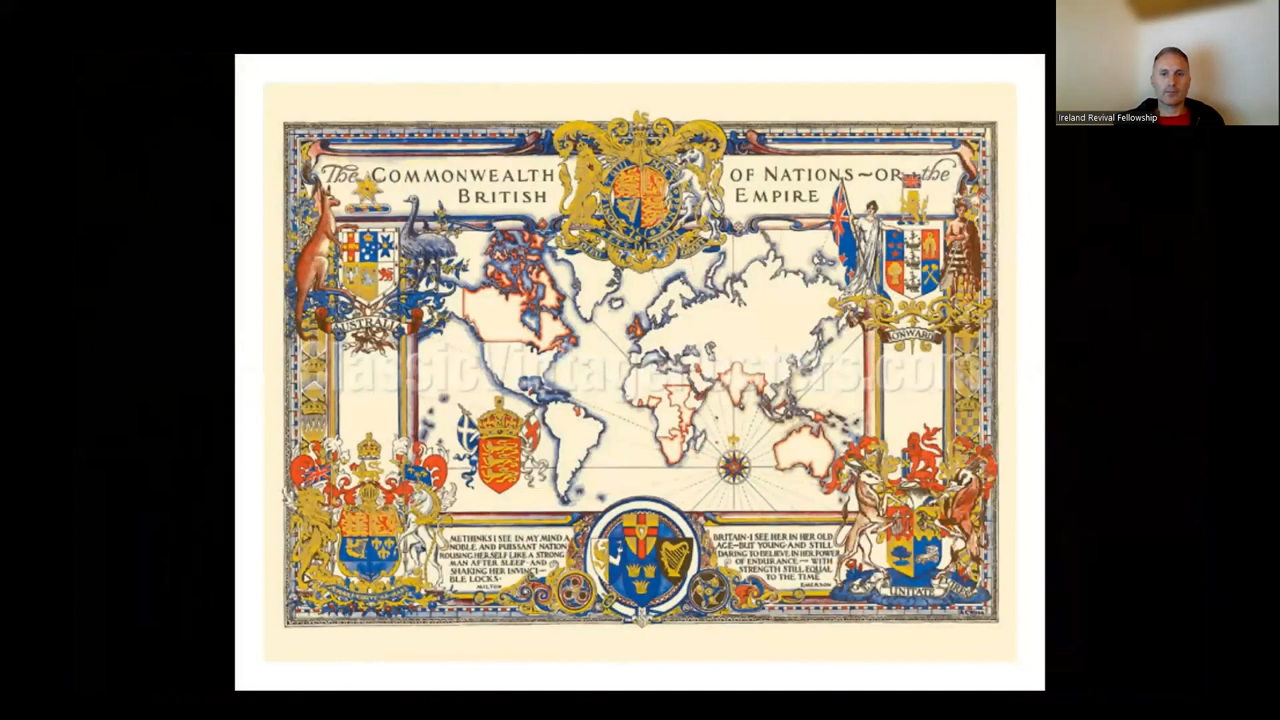 Ireland Revival Fellowship
The COMMONWEALTH OF NATIONS~OR the
BRITISH EMPIRE
AUSTRALIA
ONWARD
ClassicVintagePosters.com
METHINKS I SEE IN MY MIND A
NOBLE AND PUISSANT NATION
ROUSING HERSELF LIKE A STRONG
MAN AFTER SLEEP AND
SHAKING HER INVINCI—
BLE LOCKS·
MILTON
BRITAIN·I SEE HER IN HER OLD
AGE—BUT YOUNG·AND STILL
DARING TO BELIEVE IN HER POWER
OF ENDURANCE — WITH
STRENGTH STILL EQUAL
TO THE TIME
EMERSON
UNITATE